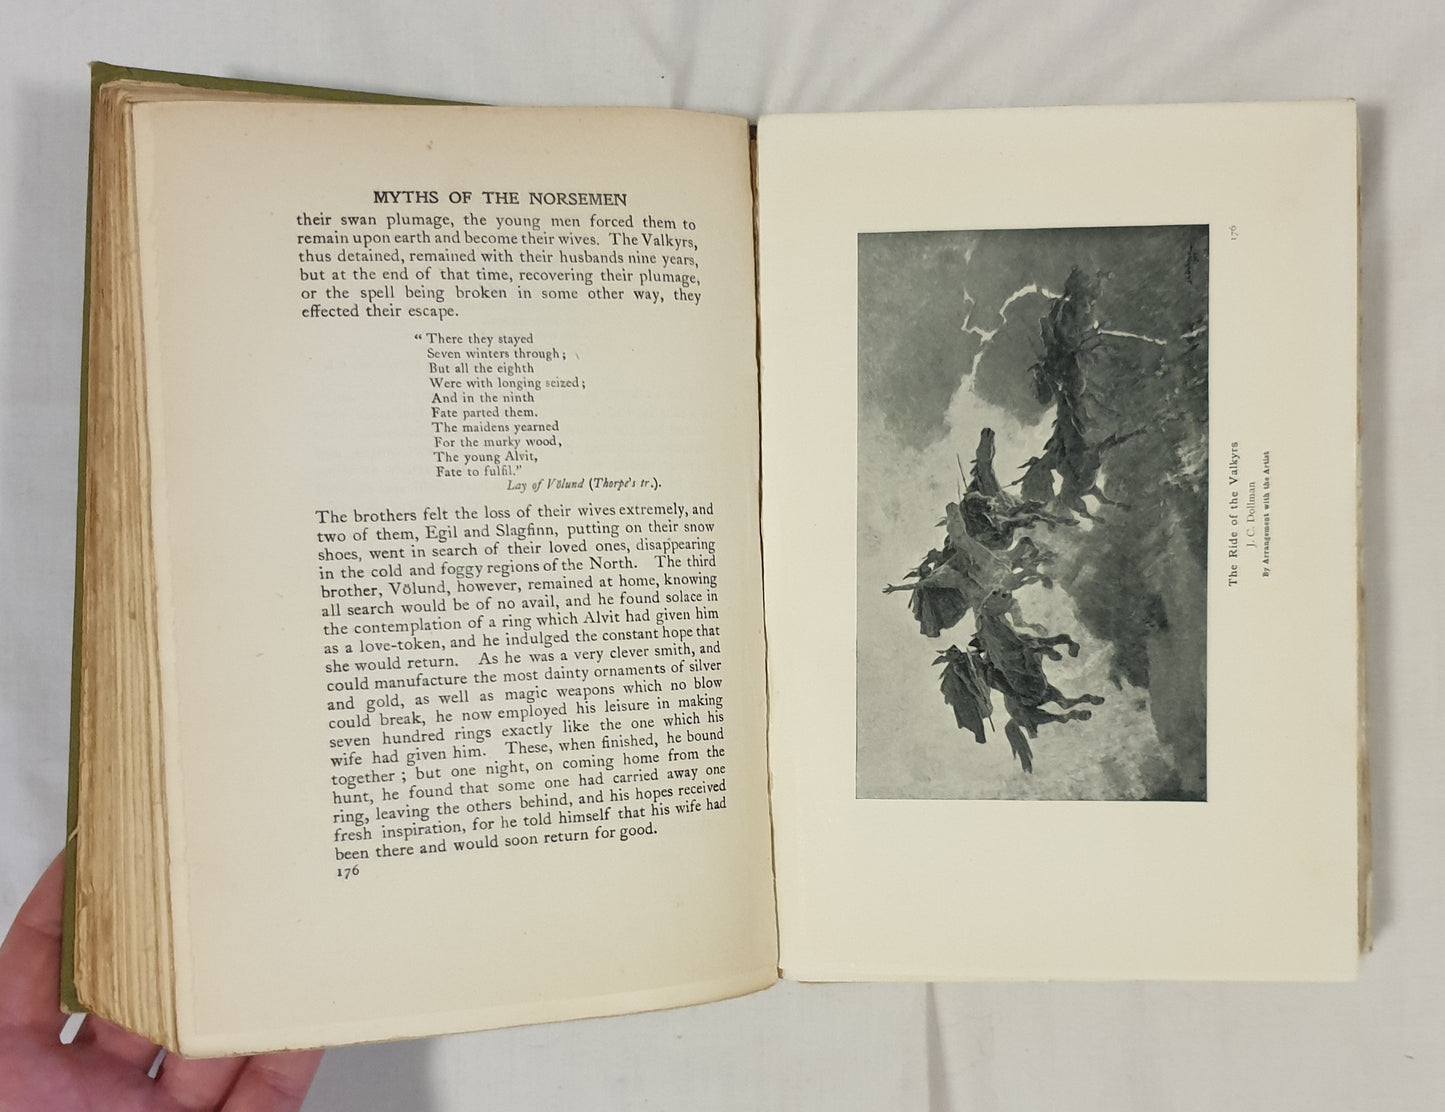 MYTHS OF THE NORSEMEN
their swan plumage, the young men forced them to
remain upon earth and become their wives. The Valkyrs,
thus detained, remained with their husbands nine years,
but at the end of that time, recovering their plumage,
or the spell being broken in some other way, they
effected their escape.
“ There they stayed
Seven winters through ;
But all the eighth
Were with longing seized ;
And in the ninth
Fate parted them.
The maidens yearned
For the murky wood,
The young Alvit,
Fate to fulfil.”
Lay of Völund (Thorpe's tr.).
The brothers felt the loss of their wives extremely, and
two of them, Egil and Slagfinn, putting on their snow
shoes, went in search of their loved ones, disappearing
in the cold and foggy regions of the North. The third
brother, Völund, however, remained at home, knowing
all search would be of no avail, and he found solace in
the contemplation of a ring which Alvit had given him
as a love-token, and he indulged the constant hope that
she would return. As he was a very clever smith, and
could manufacture the most dainty ornaments of silver
and gold, as well as magic weapons which no blow
could break, he now employed his leisure in making
seven hundred rings exactly like the one which his
wife had given him. These, when finished, he bound
together ; but one night, on coming home from the
hunt, he found that some one had carried away one
ring, leaving the others behind, and his hopes received
fresh inspiration, for he told himself that his wife had
been there and would soon return for good.
176
The Ride of the Valkyrs
J. C. Dollman
By Arrangement with the Artist
176